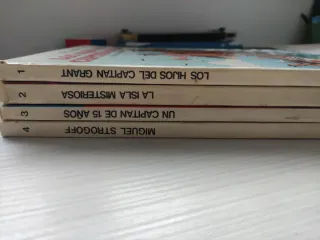 1 LOS HIJOS DEL CAPITAN GRANT
2 LA ISLA MISTERIOSA
3 UN CAPITAN DE 15 AÑOS
4 MIGUEL STROGOFF